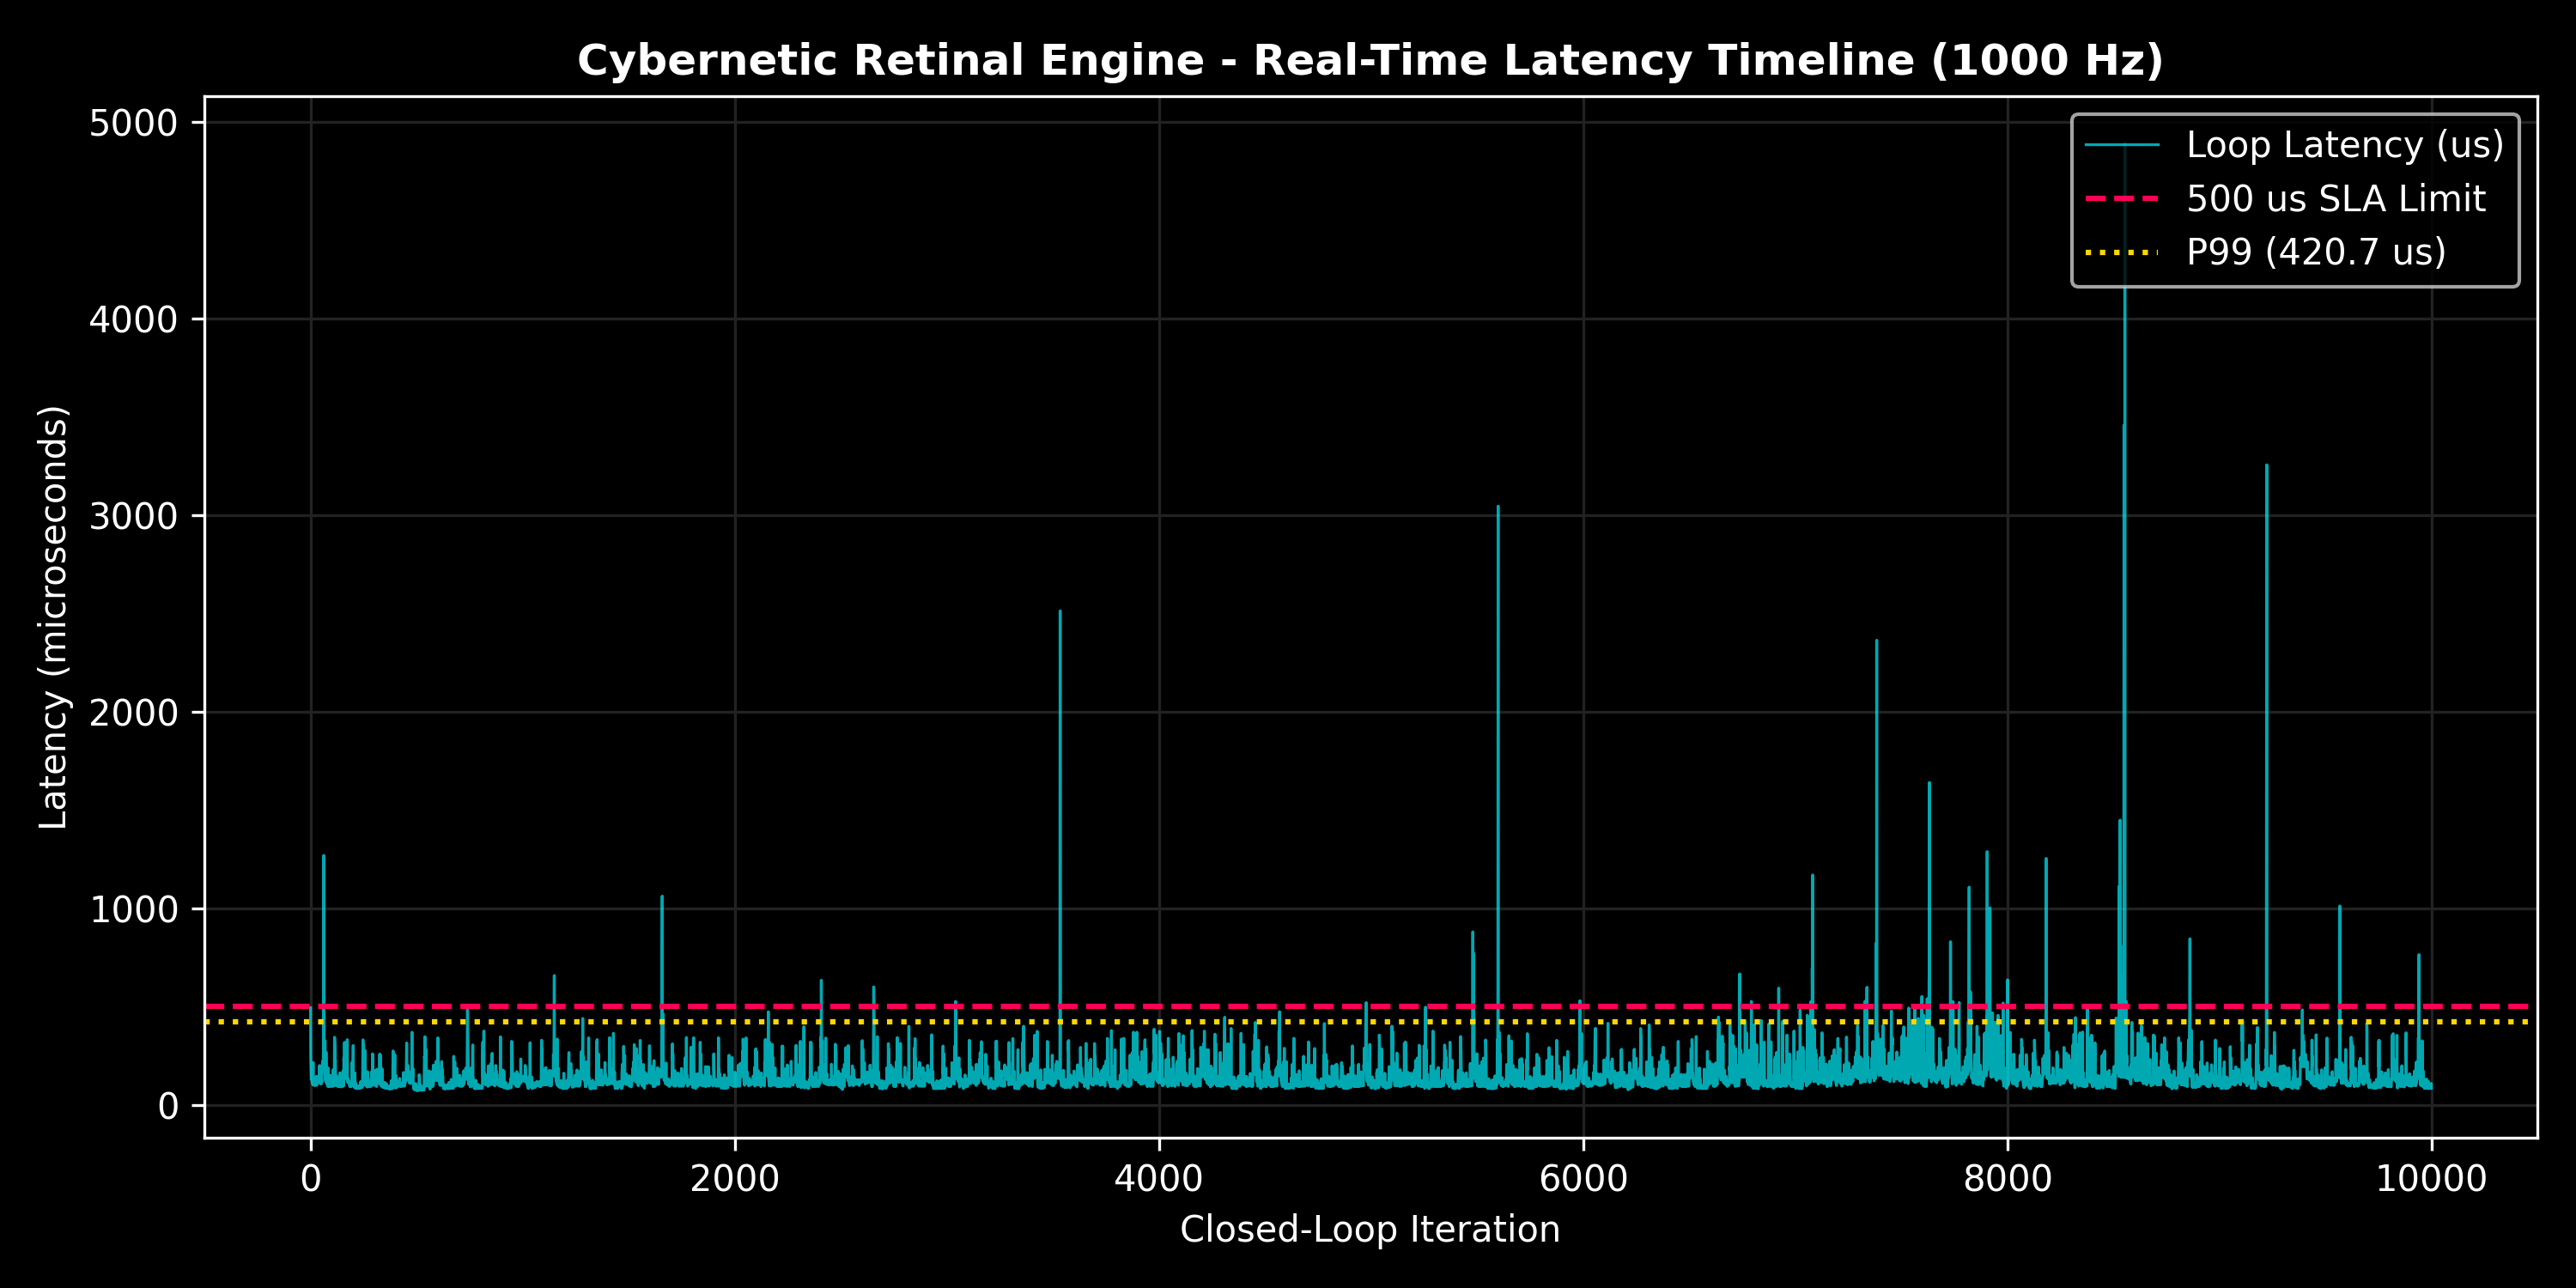 Cybernetic Retinal Engine - Real-Time Latency Timeline (1000 Hz)
Loop Latency (us)
500 us SLA Limit
P99 (420.7 us)
Latency (microseconds)
5000
4000
3000
2000
1000
0
0
2000
4000
6000
8000
10000
Closed-Loop Iteration